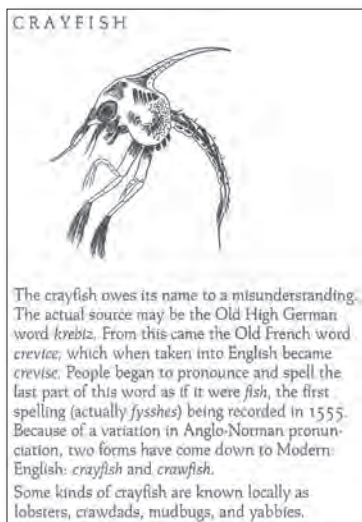 CRAYFISH
The crayfish owes its name to a misunderstanding.
The actual source may be the Old High German
word krebiz. From this came the Old French word
crevice, which when taken into English became
crevise. People began to pronounce and spell the
last part of this word as if it were fish, the first
spelling (actually fysshes) being recorded in 1555.
Because of a variation in Anglo-Norman pronun-
ciation, two forms have come down to Modern
English: crayfish and crawfish.
Some kinds of crayfish are known locally as
lobsters, crawdads, mudbugs, and yabbies.